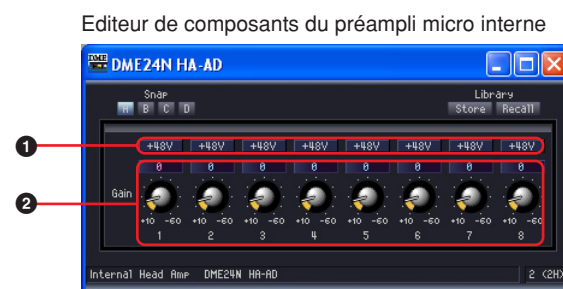 Editeur de composants du préampli micro interne
DME DME24N HA-AD
Snap Library
A B C D Store Recall
1 +48V +48V +48V +48V +48V +48V +48V +48V
0 0 0 0 0 0 0 0
2 Gain
+10 -60 +10 -60 +10 -60 +10 -60 +10 -60 +10 -60 +10 -60 +10 -60
1 2 3 4 5 6 7 8
Internal Head Amp DME24N HA-AD 2 (2H)